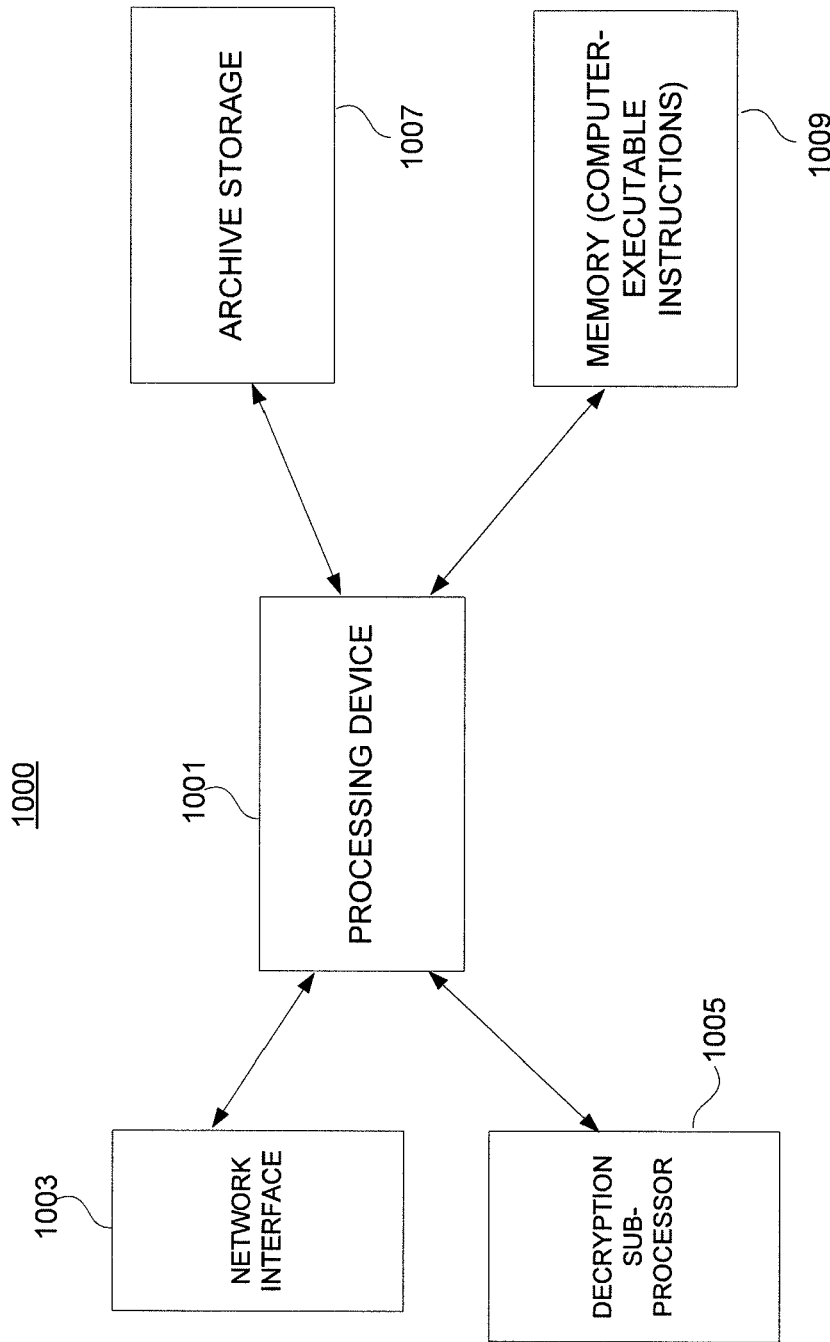 1000
1003
NETWORK
INTERFACE
1005
DECRYPTION
SUB-
PROCESSOR
1001
PROCESSING DEVICE
ARCHIVE STORAGE
1007
MEMORY (COMPUTER-
EXECUTABLE
INSTRUCTIONS)
1009